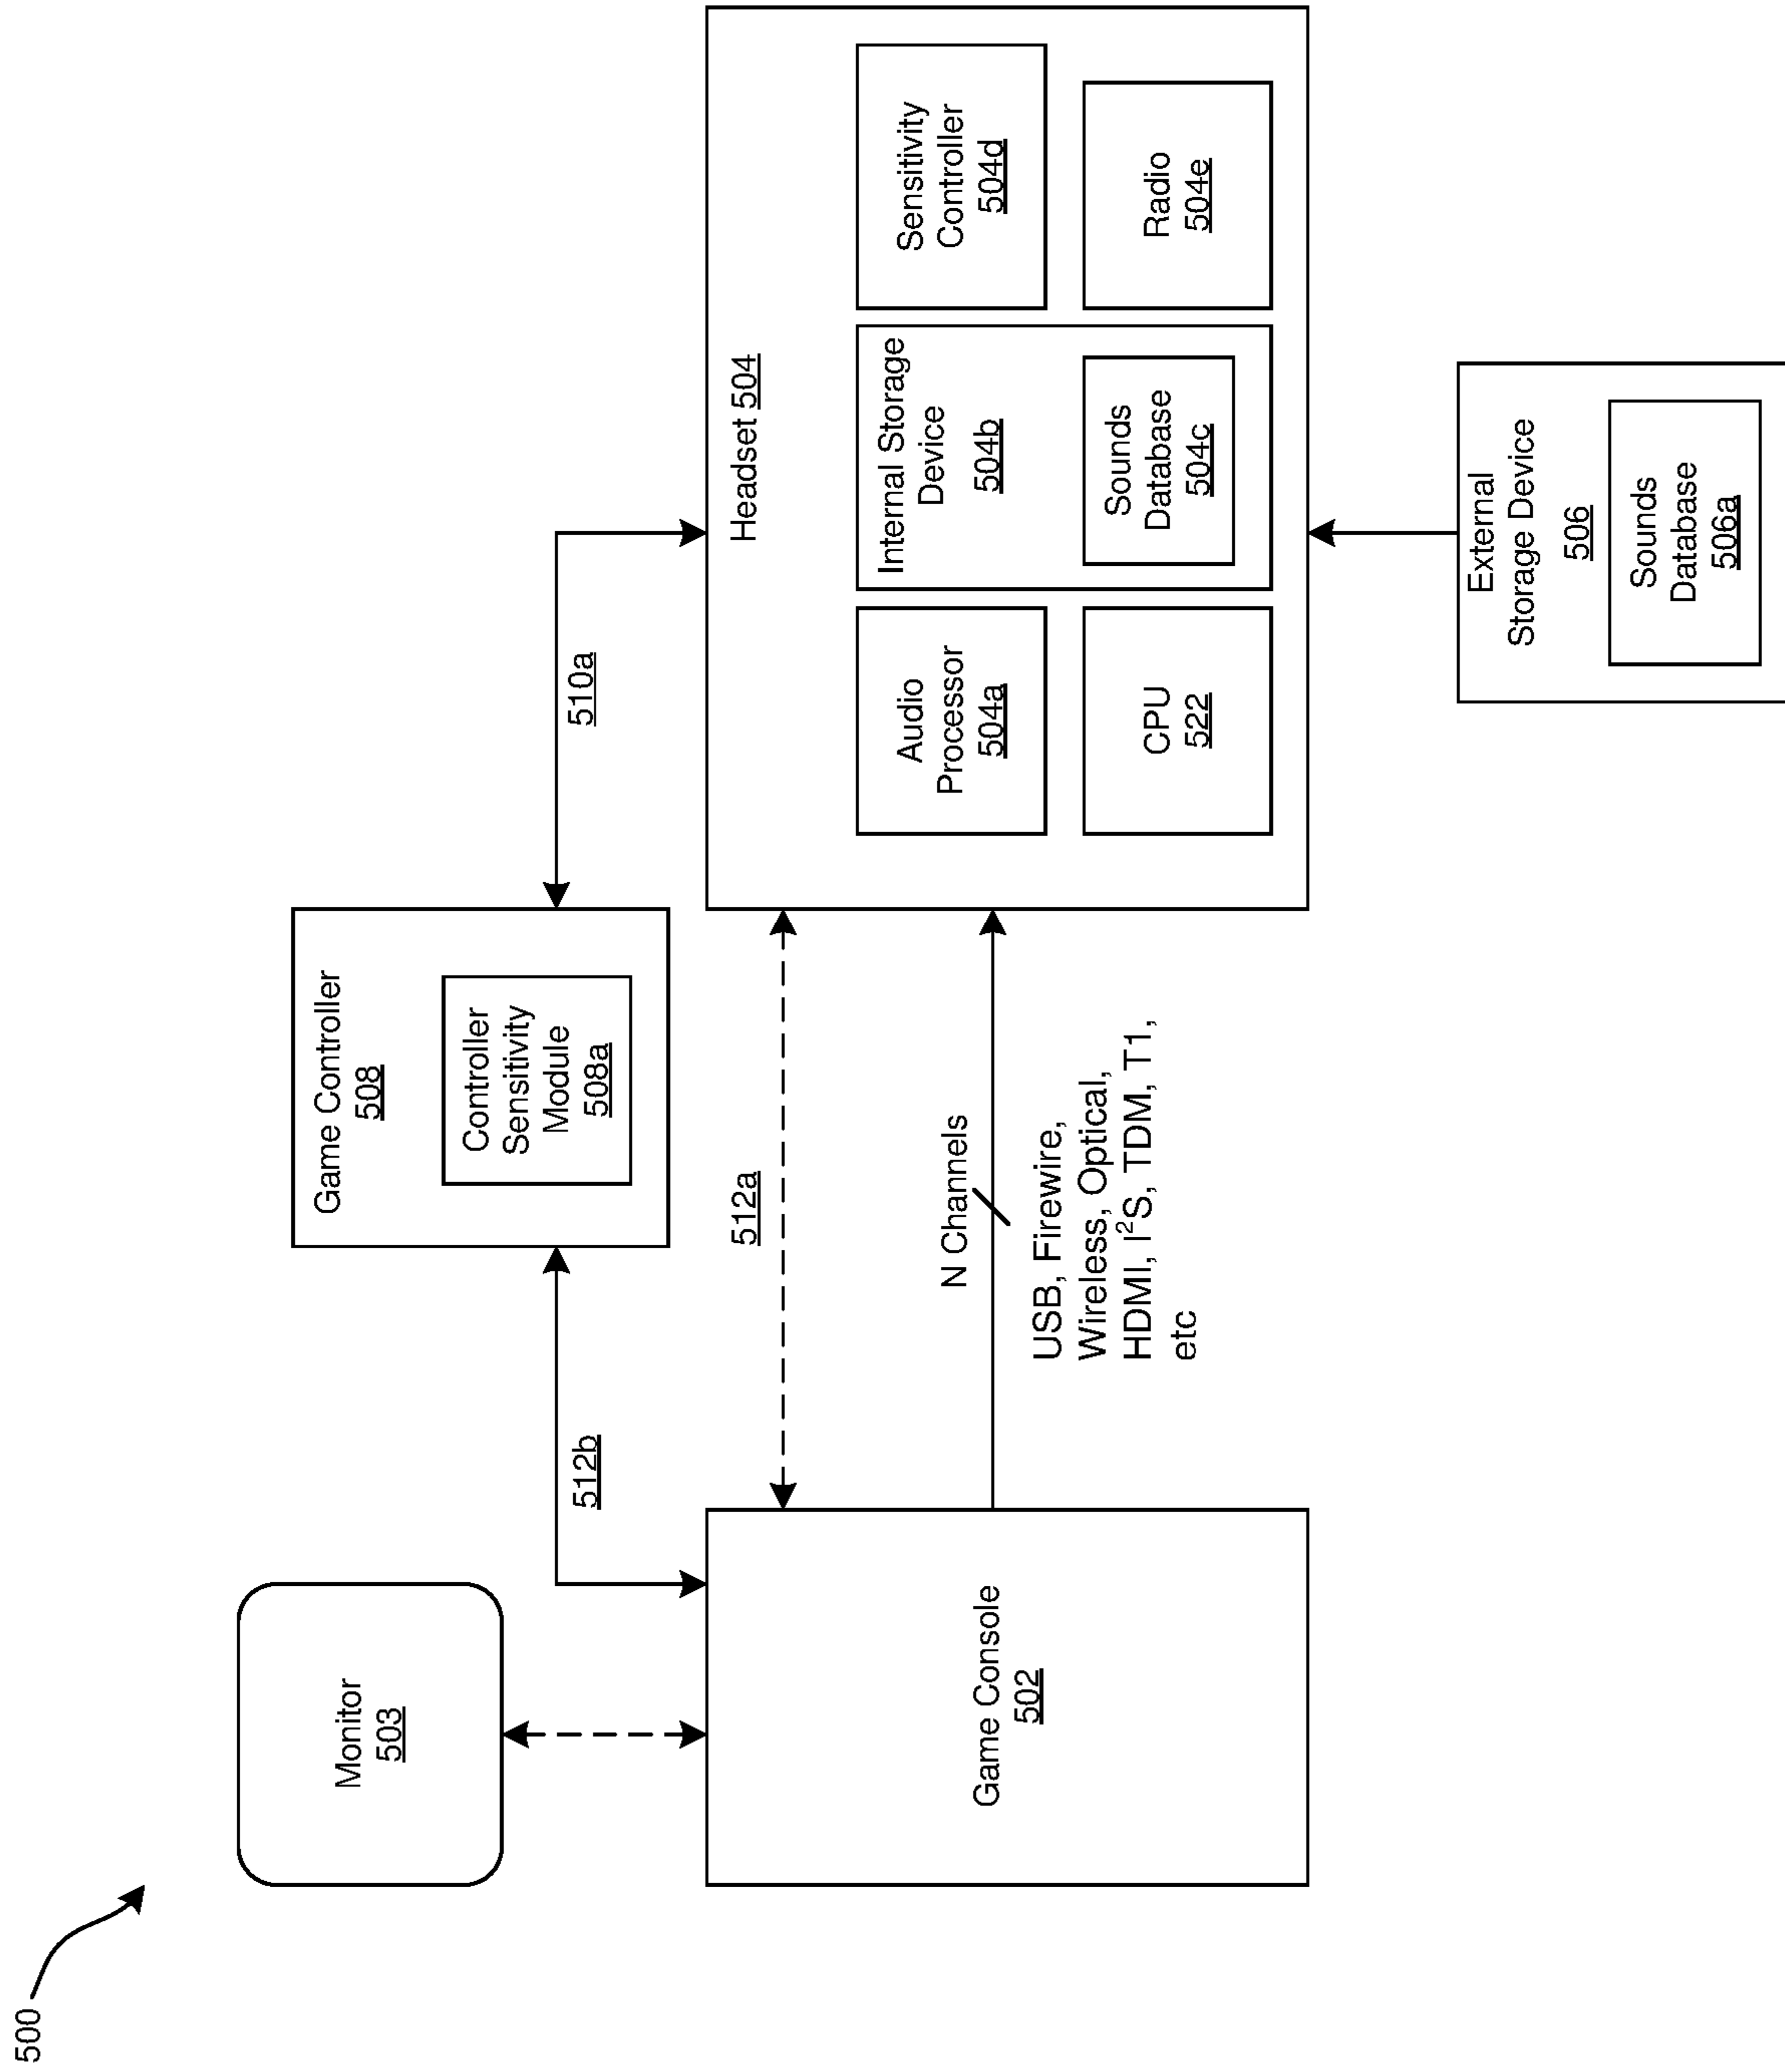 500
Monitor
503
Game Console
502
512b
Game Controller
508
Controller
Sensitivity
Module
508a
510a
512a
N Channels
USB, Firewire,
Wireless, Optical,
HDMI, I²S, TDM, T1,
etc
Headset 504
Audio
Processor
504a
CPU
522
Internal Storage
Device
504b
Sounds
Database
504c
Sensitivity
Controller
504d
Radio
504e
External
Storage Device
506
Sounds
Database
506a